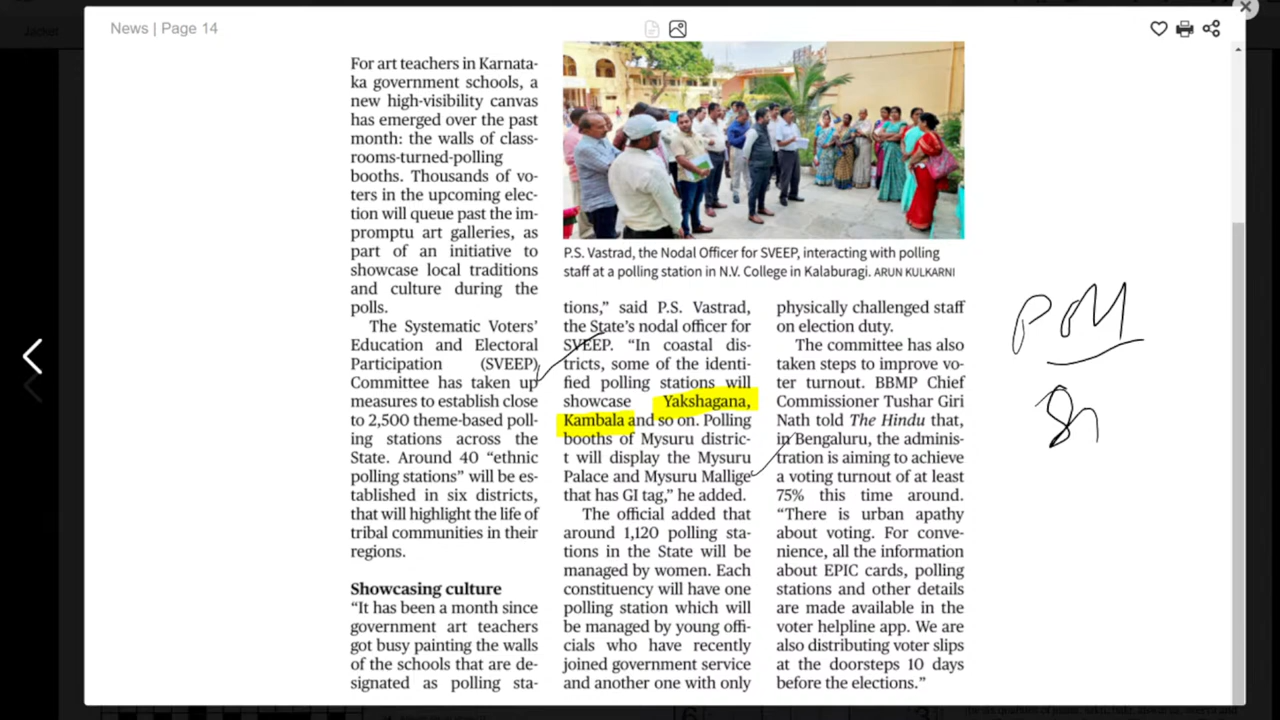 News | Page 14
For art teachers in Karnata-
ka government schools, a
new high-visibility canvas
has emerged over the past
month: the walls of class-
rooms-turned-polling
booths. Thousands of vo-
ters in the upcoming elec-
tion will queue past the im-
promptu art galleries, as
part of an initiative to
showcase local traditions
and culture during the
polls.
The Systematic Voters'
Education and Electoral
Participation (SVEEP)
Committee has taken up
measures to establish close
to 2,500 theme-based poll-
ing stations across the
State. Around 40 “ethnic
polling stations” will be es-
tablished in six districts,
that will highlight the life of
tribal communities in their
regions.
Showcasing culture
“It has been a month since
government art teachers
got busy painting the walls
of the schools that are de-
signated as polling sta-
P.S. Vastrad, the Nodal Officer for SVEEP, interacting with polling
staff at a polling station in N.V. College in Kalaburagi. ARUN KULKARNI
tions,” said P.S. Vastrad,
the State's nodal officer for
SVEEP. “In coastal dis-
tricts, some of the identi-
fied polling stations will
showcase Yakshagana,
Kambala and so on. Polling
booths of Mysuru distric-
t will display the Mysuru
Palace and Mysuru Mallige
that has GI tag,” he added.
The official added that
around 1,120 polling sta-
tions in the State will be
managed by women. Each
constituency will have one
polling station which will
be managed by young offi-
cials who have recently
joined government service
and another one with only
physically challenged staff
on election duty.
The committee has also
taken steps to improve vo-
ter turnout. BBMP Chief
Commissioner Tushar Giri
Nath told The Hindu that,
in Bengaluru, the adminis-
tration is aiming to achieve
a voting turnout of at least
75% this time around.
“There is urban apathy
about voting. For conve-
nience, all the information
about EPIC cards, polling
stations and other details
are made available in the
voter helpline app. We are
also distributing voter slips
at the doorsteps 10 days
before the elections.”